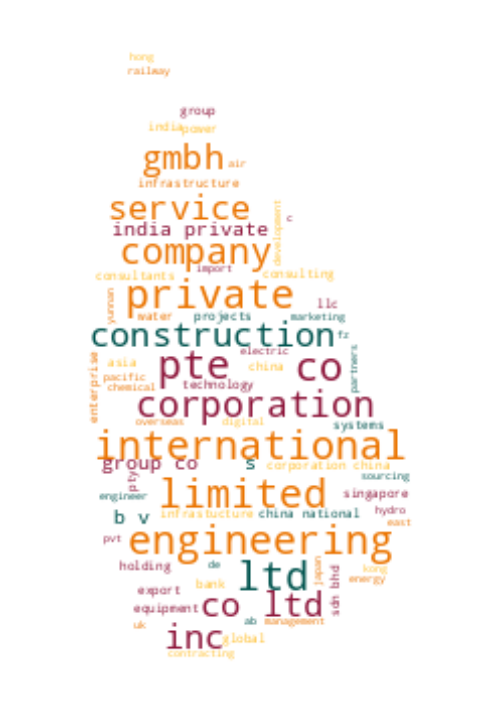 hong
railway
group
india power
gmbh air
infrastructure
service
development
c
india private
company
import
consultants consulting
private
yunnan
llc
water projects marketing
construction fz
electric
partners
asia pte china co
pacific
technology
chemical
enterprise
corporation
overseas digital systems
international
group co s corporation china
pty
sourcing
engineer limited singapore
b v infrastucture china national hydro
east
pvt engineering
holding de ltd japan kong
bank energy
export
sdn bhd
equipment co ltd
uk ab management
inc global
contracting